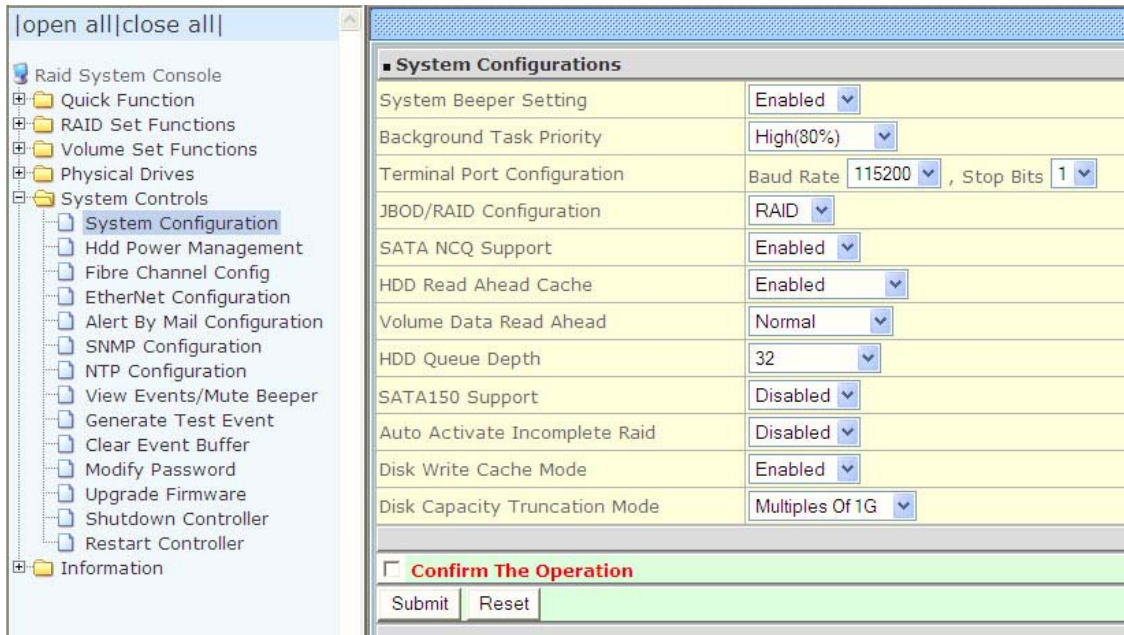 |open all|close all|
Raid System Console
Quick Function
RAID Set Functions
Volume Set Functions
Physical Drives
System Controls
System Configuration
Hdd Power Management
Fibre Channel Config
EtherNet Configuration
Alert By Mail Configuration
SNMP Configuration
NTP Configuration
View Events/Mute Beeper
Generate Test Event
Clear Event Buffer
Modify Password
Upgrade Firmware
Shutdown Controller
Restart Controller
Information
System Configurations
System Beeper Setting Enabled
Background Task Priority High(80%)
Terminal Port Configuration Baud Rate 115200 , Stop Bits 1
JBOD/RAID Configuration RAID
SATA NCQ Support Enabled
HDD Read Ahead Cache Enabled
Volume Data Read Ahead Normal
HDD Queue Depth 32
SATA150 Support Disabled
Auto Activate Incomplete Raid Disabled
Disk Write Cache Mode Enabled
Disk Capacity Truncation Mode Multiples Of 1G
Confirm The Operation
Submit Reset